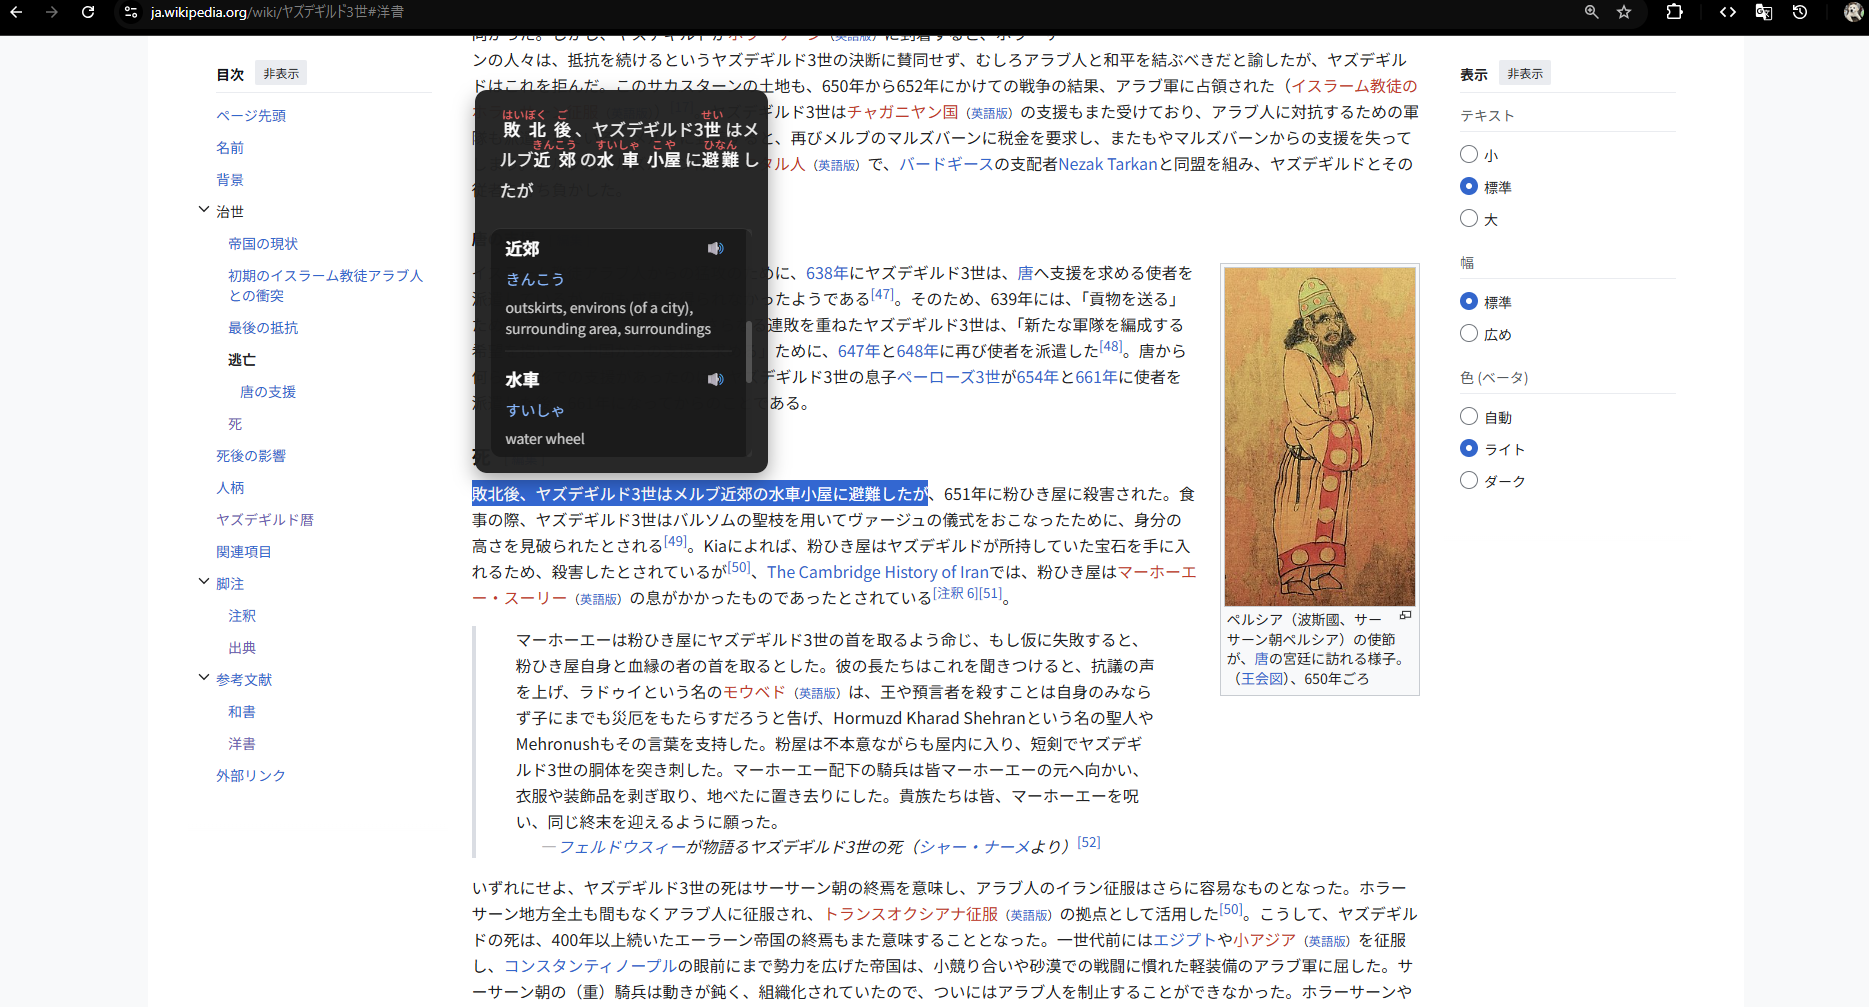 ja.wikipedia.org/wiki/ヤズデギルド3世#洋書
目次 非表示
ページ先頭
名前
背景
治世
帝国の現状
初期のイスラーム教徒アラブ人
との衝突
最後の抵抗
逃亡
唐の支援
死
死後の影響
人柄
ヤズデギルド暦
関連項目
脚注
注釈
出典
参考文献
和書
洋書
外部リンク
ンの人々は、抵抗を続けるというヤズデギルド3世の決断に賛同せず、むしろアラブ人と和平を結ぶべきだと諭したが、ヤズデギル
ドはこれを拒んだ。このサカスターンの土地も、650年から652年にかけての戦争の結果、アラブ軍に占領された（イスラーム教徒の
ギルド3世はチャガニヤン国（英語版）の支援もまた受けており、アラブ人に対抗するための軍
と、再びメルブのマルズバーンに税金を要求し、またもやマルズバーンからの支援を失って
タル人（英語版）で、バードギースの支配者Nezak Tarkanと同盟を組み、ヤズデギルドとその
はいぼく ご せい
敗北後、ヤズデギルド3世はメ
きんこう すいしゃ こや ひなん
ルブ近郊の水車小屋に避難し
たが
近郊
きんこう
outskirts, environs (of a city),
surrounding area, surroundings
水車
すいしゃ
water wheel
めに、638年にヤズデギルド3世は、唐へ支援を求める使者を
ったようである[47]。そのため、639年には、「貢物を送る」
連敗を重ねたヤズデギルド3世は、「新たな軍隊を編成する
ために、647年と648年に再び使者を派遣した[48]。唐から
デギルド3世の息子ペーローズ3世が654年と661年に使者を
である。
死
敗北後、ヤズデギルド3世はメルブ近郊の水車小屋に避難したが、651年に粉ひき屋に殺害された。食
事の際、ヤズデギルド3世はバルソムの聖枝を用いてヴァージュの儀式をおこなったために、身分の
高さを見破られたとされる[49]。Kiaによれば、粉ひき屋はヤズデギルドが所持していた宝石を手に入
れるため、殺害したとされているが[50]、The Cambridge History of Iranでは、粉ひき屋はマーホーエ
ー・スーリー（英語版）の息がかかったものであったとされている[注釈 6][51]。
マーホーエーは粉ひき屋にヤズデギルド3世の首を取るよう命じ、もし仮に失敗すると、
粉ひき屋自身と血縁の者の首を取るとした。彼の長たちはこれを聞きつけると、抗議の声
を上げ、ラドゥイという名のモウベド（英語版）は、王や預言者を殺すことは自身のみなら
ず子にまでも災厄をもたらすだろうと告げ、Hormuzd Kharad Shehranという名の聖人や
Mehronushもその言葉を支持した。粉屋は不本意ながらも屋内に入り、短剣でヤズデギ
ルド3世の胴体を突き刺した。マーホーエー配下の騎兵は皆マーホーエーの元へ向かい、
衣服や装飾品を剥ぎ取り、地べたに置き去りにした。貴族たちは皆、マーホーエーを呪
い、同じ終末を迎えるように願った。
—フェルドウスィーが物語るヤズデギルド3世の死（シャー・ナーメより）[52]
いずれにせよ、ヤズデギルド3世の死はサーサーン朝の終焉を意味し、アラブ人のイラン征服はさらに容易なものとなった。ホラー
サーン地方全土も間もなくアラブ人に征服され、トランスオクシアナ征服（英語版）の拠点として活用した[50]。こうして、ヤズデギル
ドの死は、400年以上続いたエーラーン帝国の終焉もまた意味することとなった。一世代前にはエジプトや小アジア（英語版）を征服
し、コンスタンティノープルの眼前にまで勢力を広げた帝国は、小競り合いや砂漠での戦闘に慣れた軽装備のアラブ軍に屈した。サ
ーサーン朝の（重）騎兵は動きが鈍く、組織化されていたので、ついにはアラブ人を制止することができなかった。ホラーサーンや
ペルシア（波斯國、サー
サーン朝ペルシア）の使節
が、唐の宮廷に訪れる様子。
（王会図）、650年ごろ
表示 非表示
テキスト
小
標準
大
幅
標準
広め
色 (ベータ)
自動
ライト
ダーク